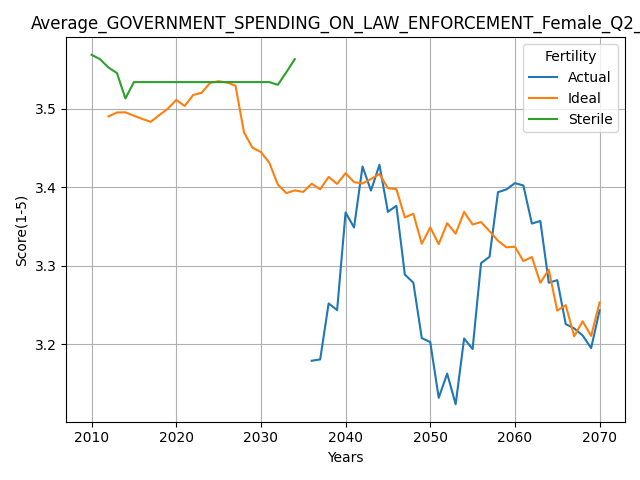 Average_GOVERNMENT_SPENDING_ON_LAW_ENFORCEMENT_Female_Q2_
Fertility
Actual
Ideal
Sterile
Score(1-5)
3.5
3.4
3.3
3.2
2010 2020 2030 2040 2050 2060 2070
Years